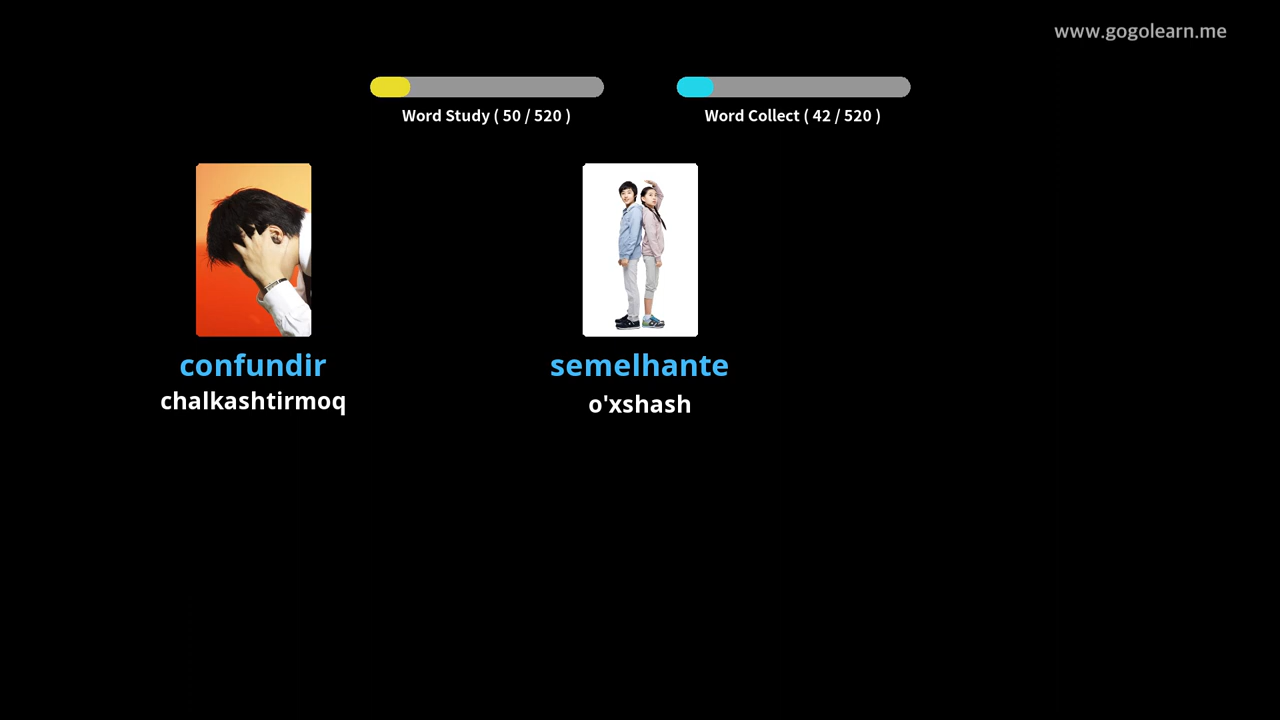 www.gogolearn.me
Word Study ( 50 / 520 )
Word Collect ( 42 / 520 )
confundir
chalkashtirmoq
semelhante
o'xshash